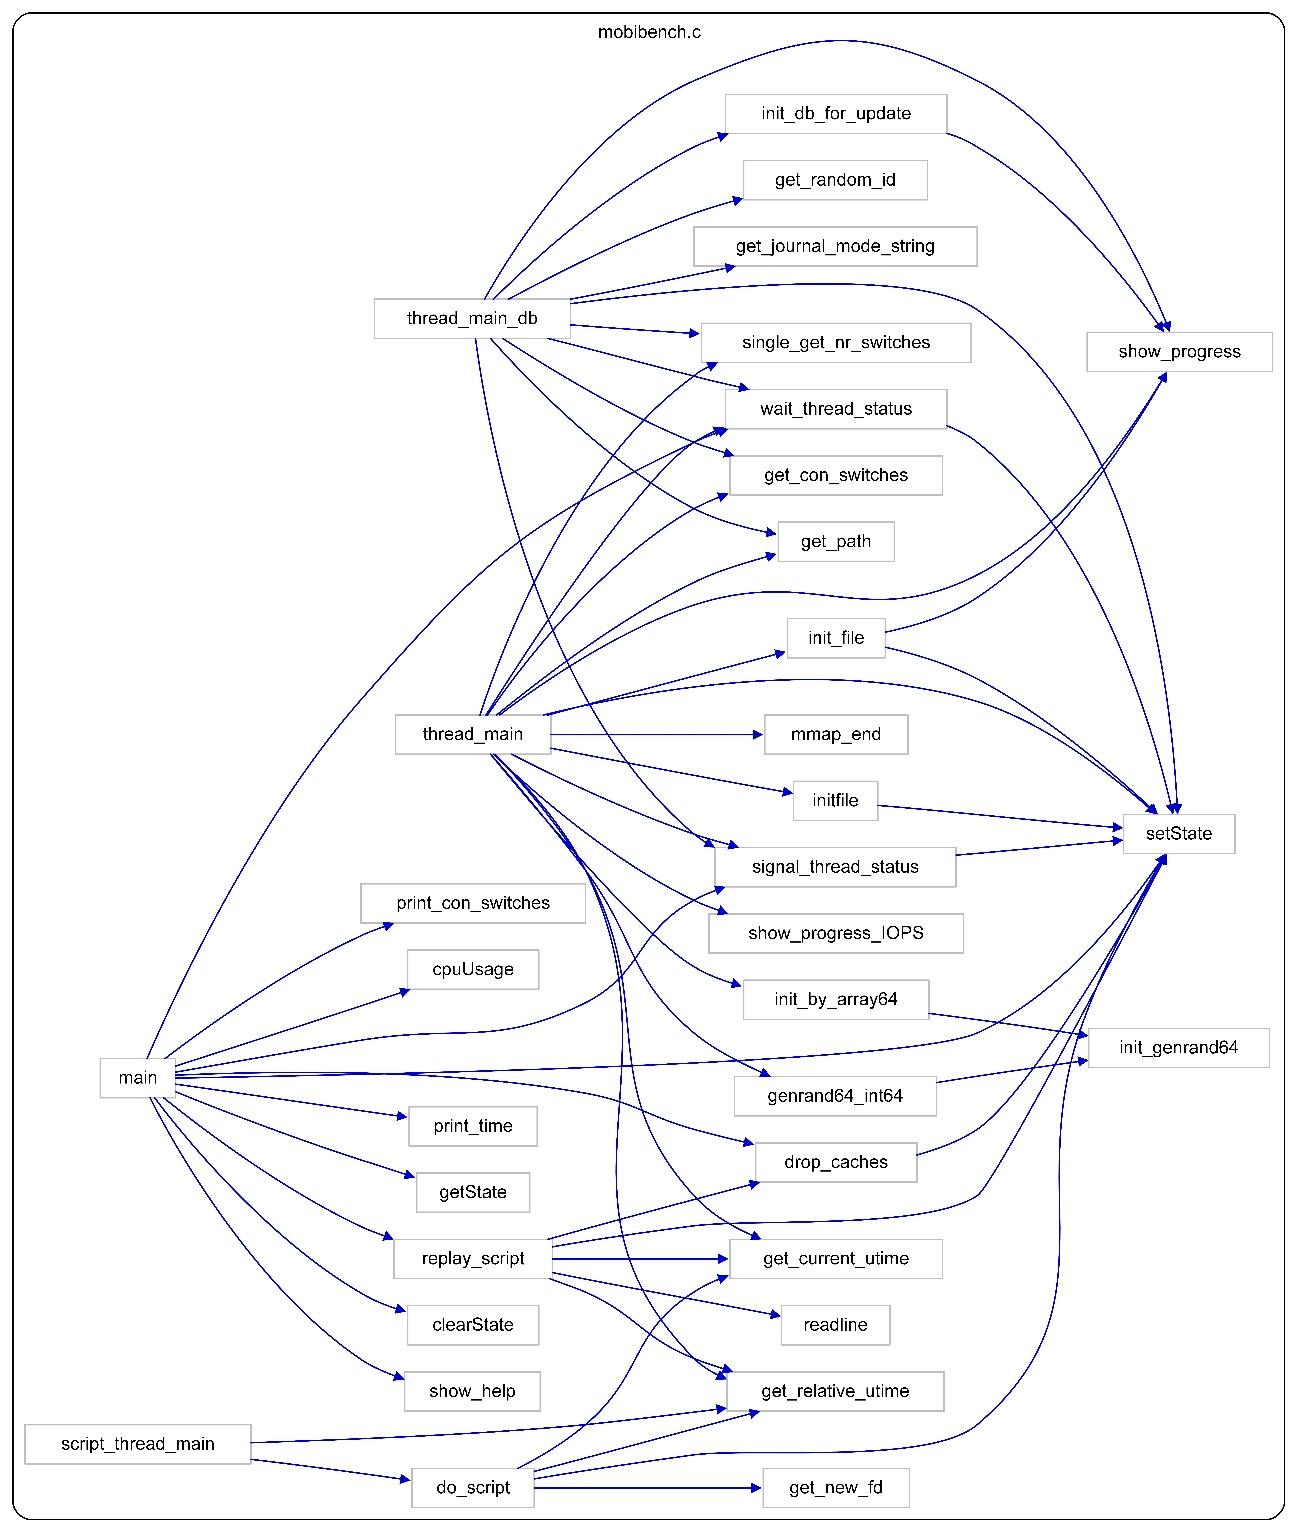 mobibench.c
init_db_for_update
get_random_id
get_journal_mode_string
thread_main_db
single_get_nr_switches
show_progress
wait_thread_status
get_con_switches
get_path
init_file
thread_main
mmap_end
initfile
setState
signal_thread_status
print_con_switches
show_progress_IOPS
cpuUsage
init_by_array64
init_genrand64
main
genrand64_int64
print_time
drop_caches
getState
replay_script
get_current_utime
clearState
readline
show_help
get_relative_utime
script_thread_main
do_script
get_new_fd